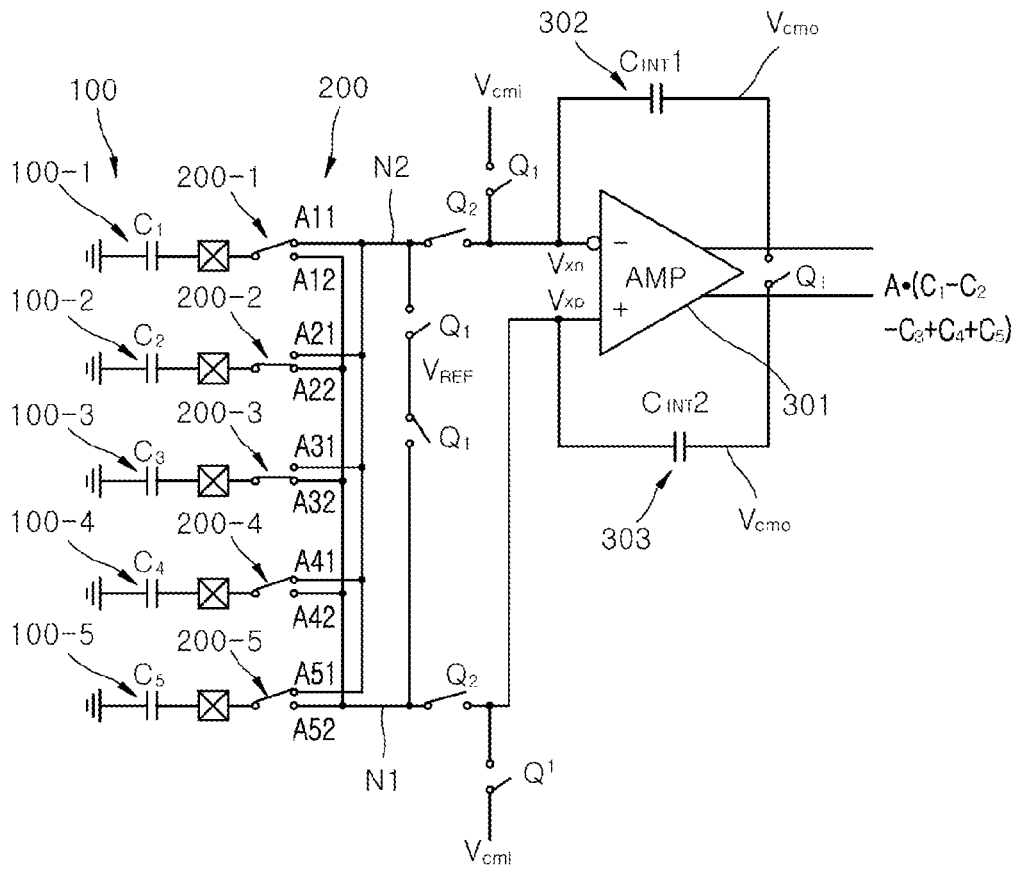 302
Vcmo
CINT1
100
200
Vcmi
100-1
200-1
N2
Q1
C1
A11
Q2
A12
Vxn
−
AMP
Q1
100-2
200-2
Vxp
A•(C1−C2
−C3+C4+C5)
C2
A21
Q1
+
A22
VREF
CINT2
301
100-3
200-3
Q1
C3
A31
A32
Vcmo
303
100-4
200-4
C4
A41
A42
100-5
200-5
C5
A51
Q2
A52
N1
Q1
Vcmi